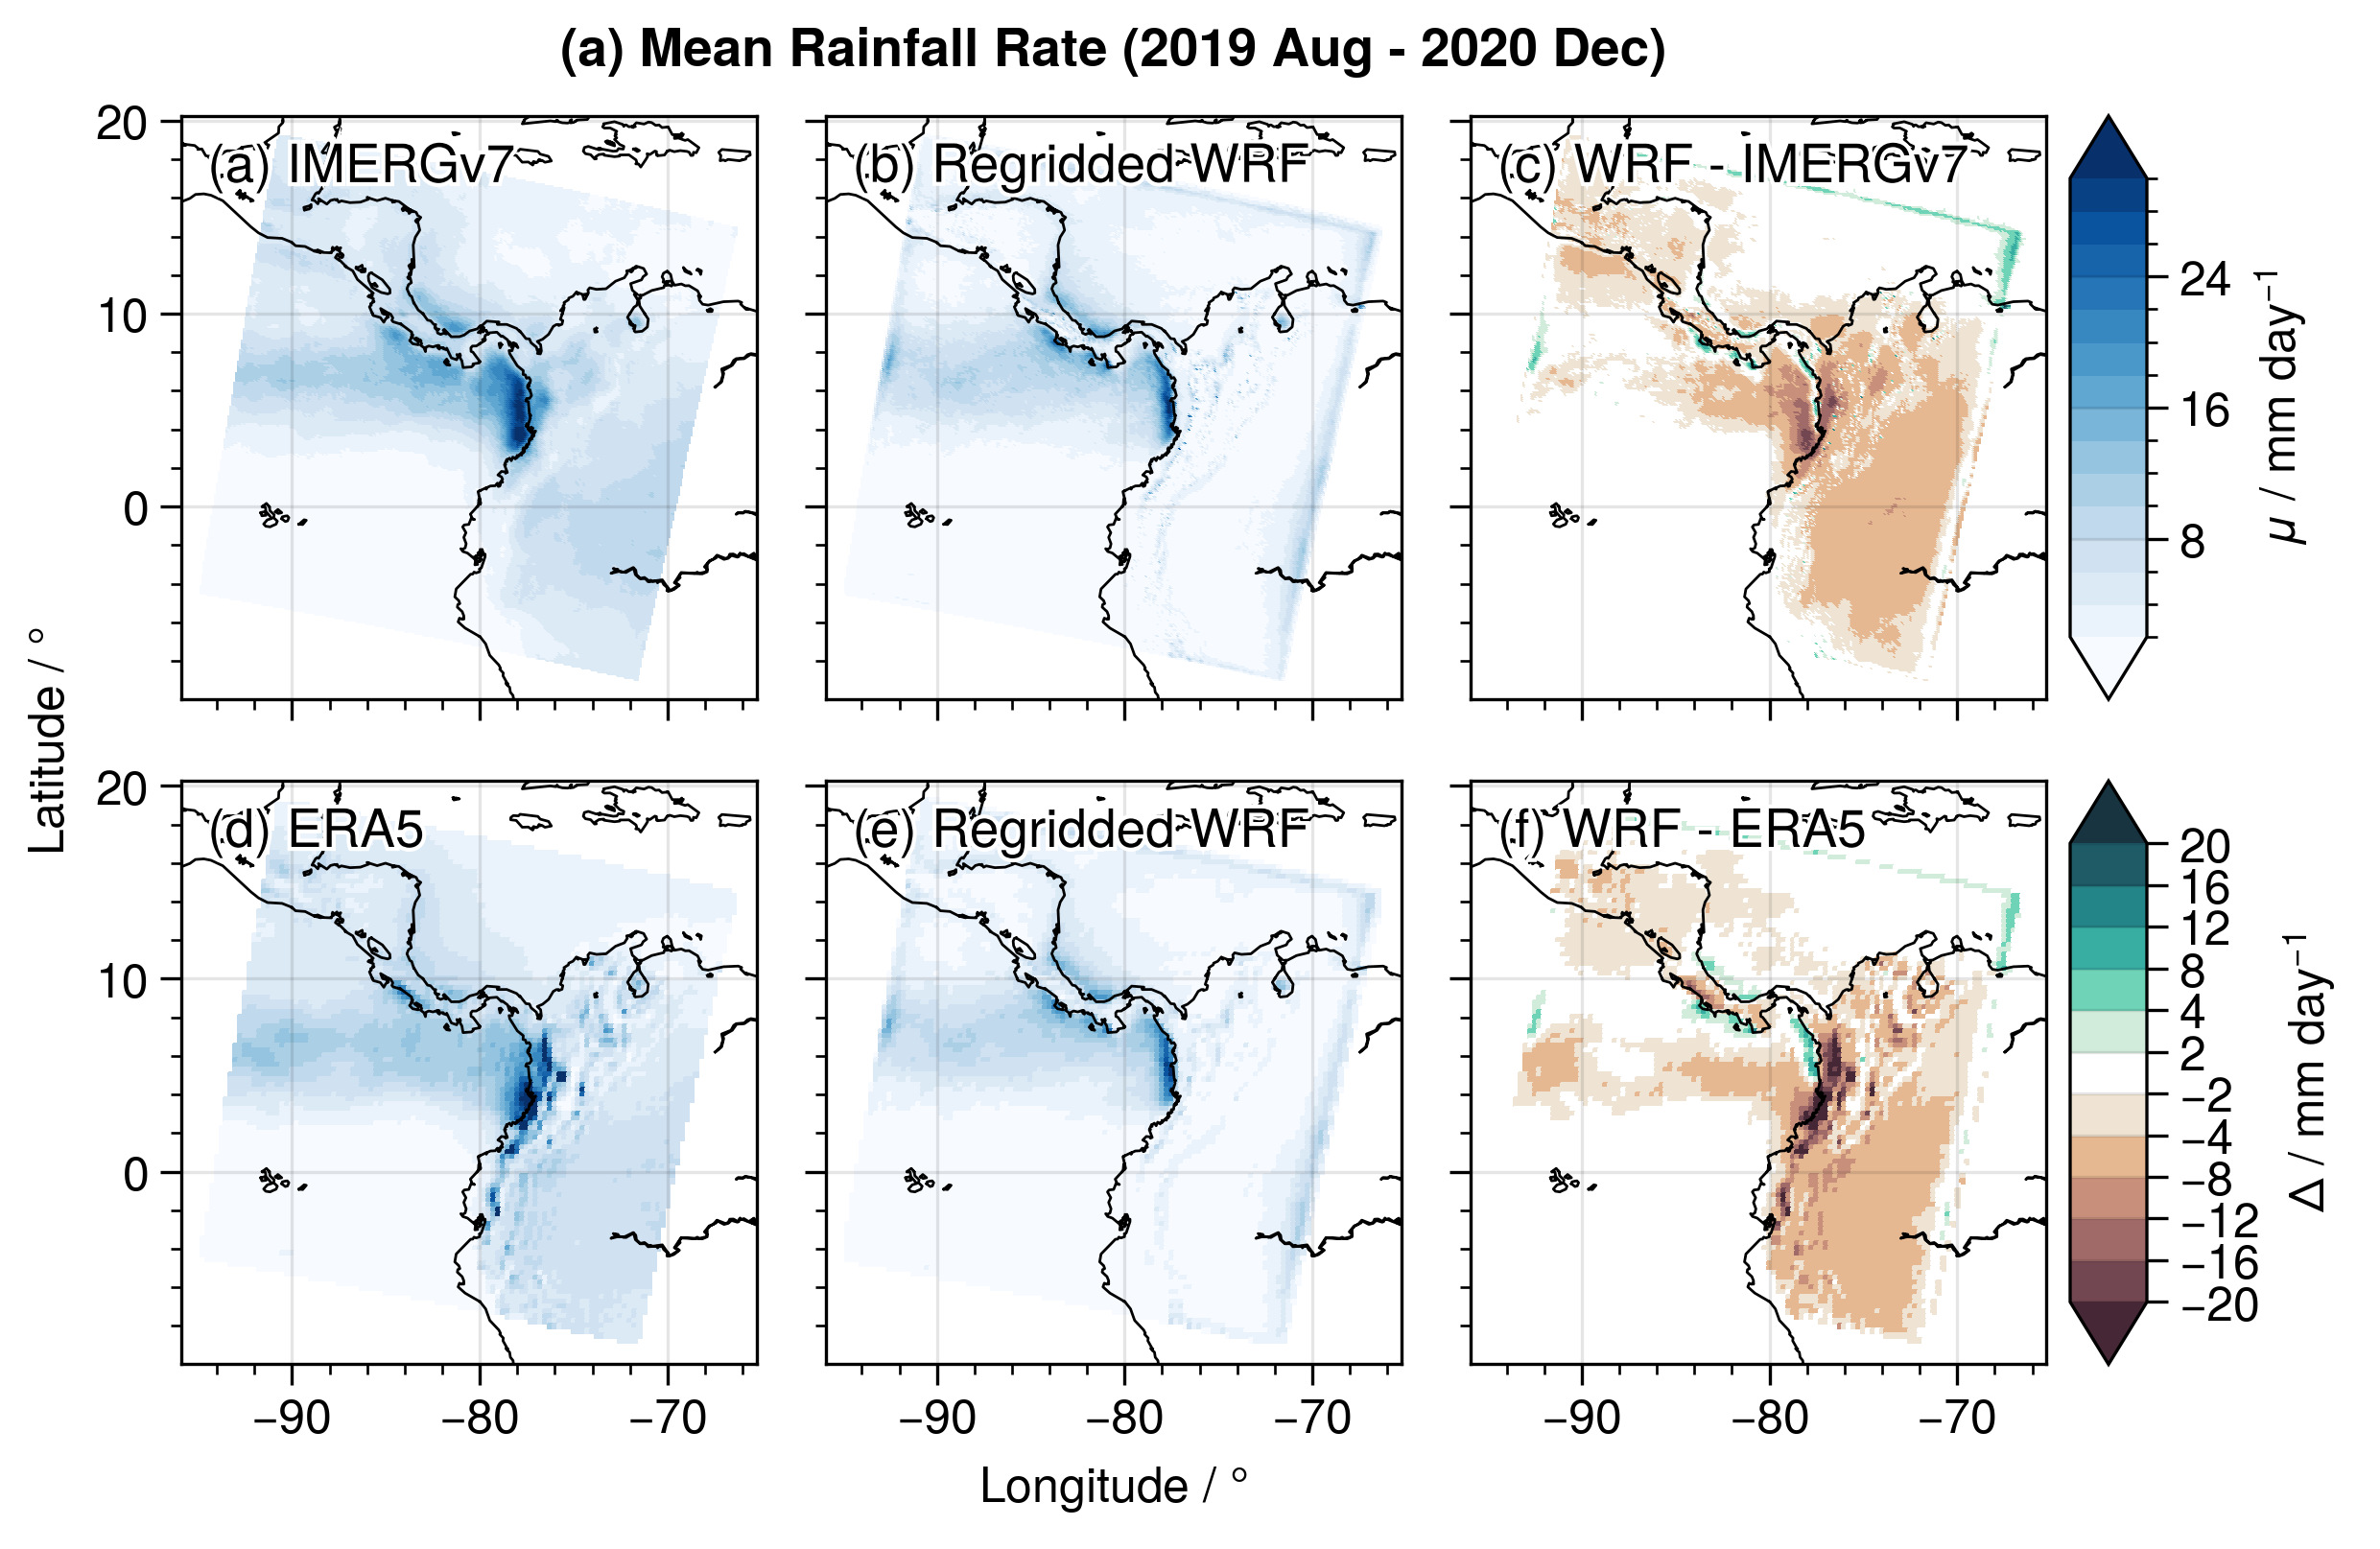 (a) Mean Rainfall Rate (2019 Aug - 2020 Dec)
(a) IMERGv7
(b) Regridded WRF
(c) WRF - IMERGv7
20
10
0
24
16
8
μ / mm day⁻¹
Latitude / °
(d) ERA5
(e) Regridded WRF
(f) WRF - ERA5
20
10
0
20
16
12
8
4
2
−2
−4
−8
−12
−16
−20
Δ / mm day⁻¹
−90 −80 −70 −90 −80 −70 −90 −80 −70
Longitude / °